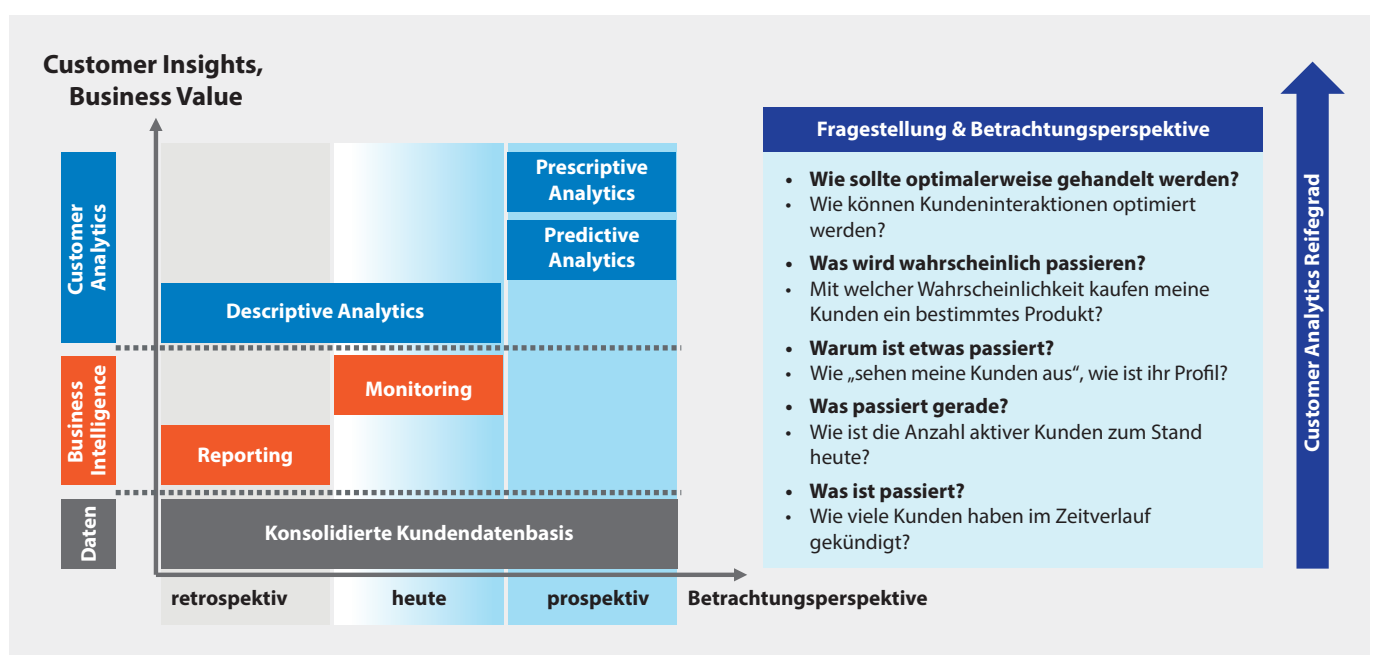 Customer Insights,
Business Value
Customer
Analytics
Business
Intelligence
Daten
Prescriptive
Analytics
Predictive
Analytics
Descriptive Analytics
Monitoring
Reporting
Konsolidierte Kundendatenbasis
retrospektiv
heute
prospektiv
Betrachtungsperspektive
Fragestellung & Betrachtungsperspektive
• Wie sollte optimalerweise gehandelt werden?
• Wie können Kundeninteraktionen optimiert
werden?
• Was wird wahrscheinlich passieren?
• Mit welcher Wahrscheinlichkeit kaufen meine
Kunden ein bestimmtes Produkt?
• Warum ist etwas passiert?
• Wie „sehen meine Kunden aus“, wie ist ihr Profil?
• Was passiert gerade?
• Wie ist die Anzahl aktiver Kunden zum Stand
heute?
• Was ist passiert?
• Wie viele Kunden haben im Zeitverlauf
gekündigt?
Customer Analytics Reifegrad